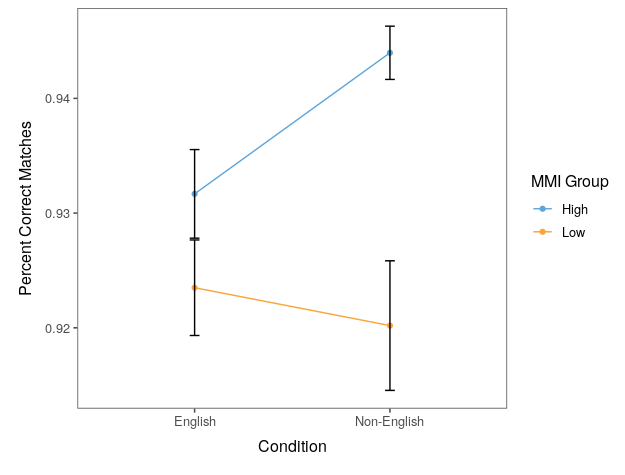 Percent Correct Matches
0.94
0.93
0.92
English
Non-English
Condition
MMI Group
High
Low